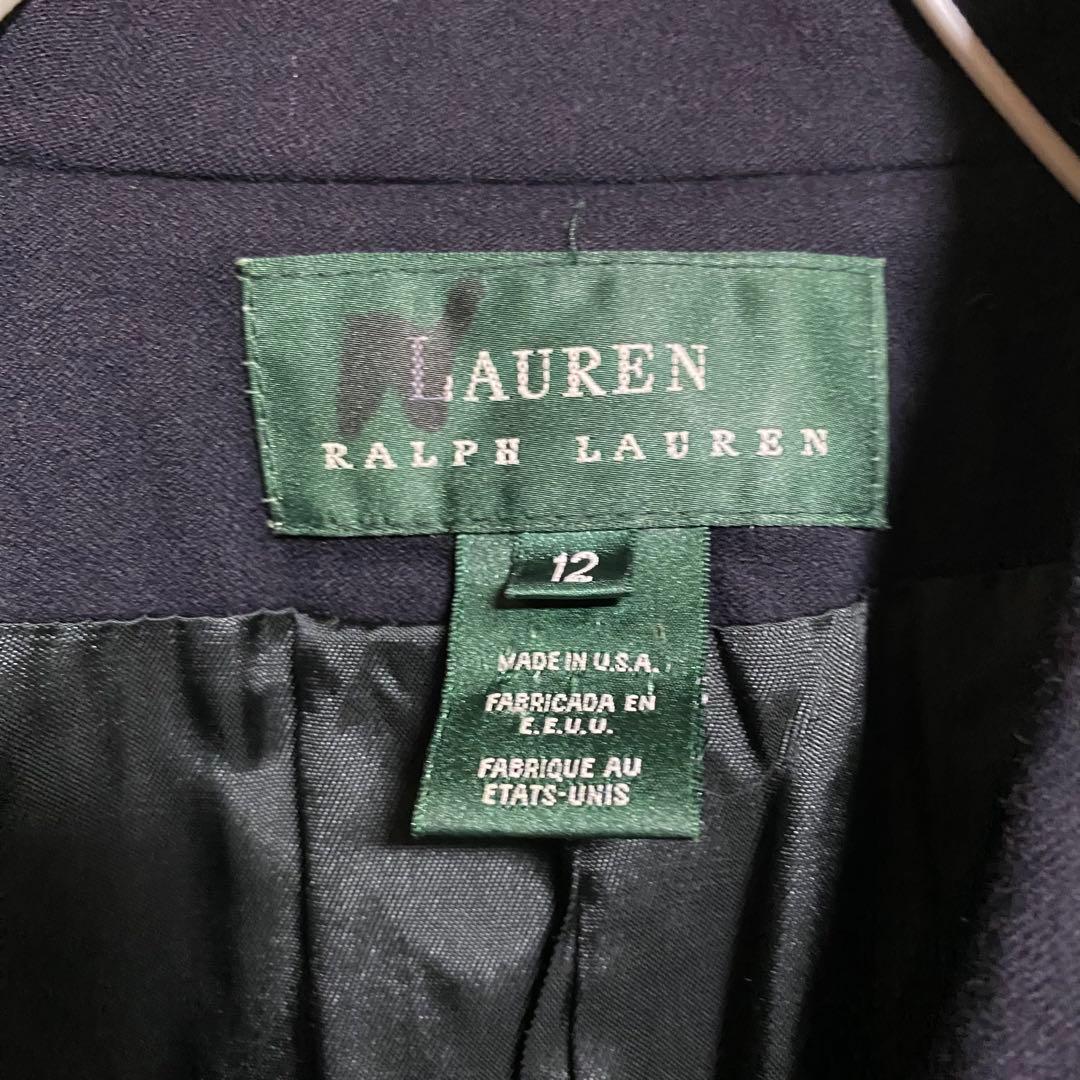 LAUREN
RALPH LAUREN
12
MADE IN U.S.A.
FABRICADA EN
E.E.U.U.
FABRIQUE AU
ETATS-UNIS